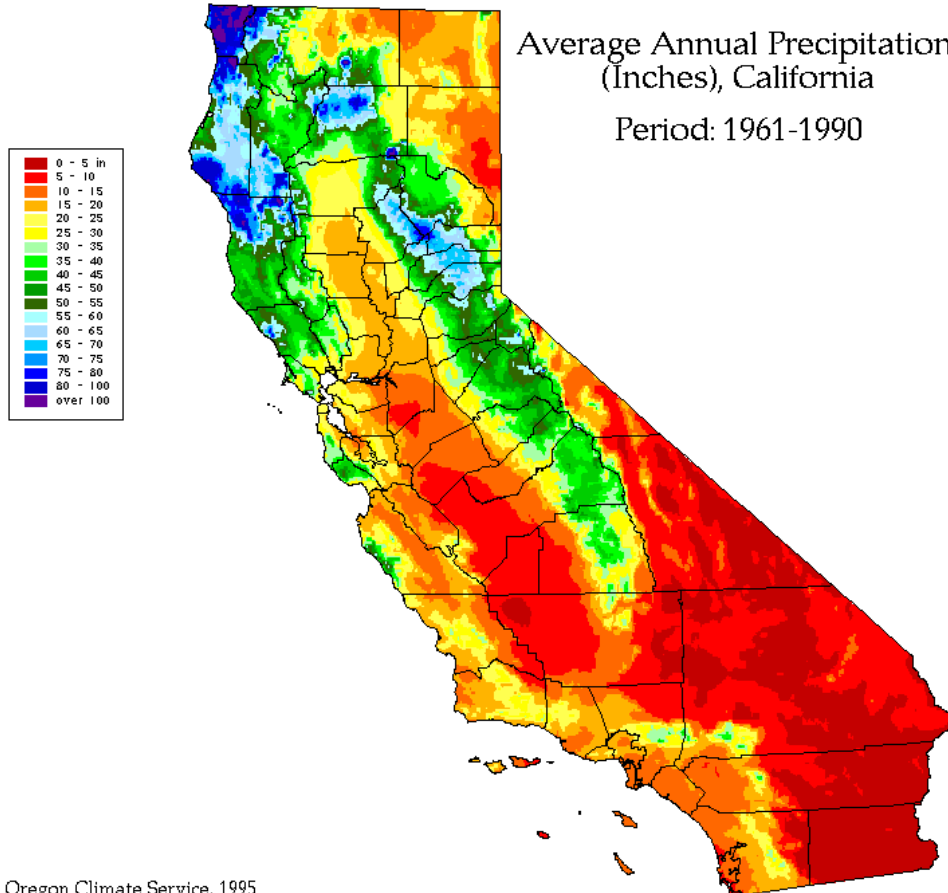 Average Annual Precipitation
(Inches), California
Period: 1961-1990
0 - 5 in
5 - 10
10 - 15
15 - 20
20 - 25
25 - 30
30 - 35
35 - 40
40 - 45
45 - 50
50 - 55
55 - 60
60 - 65
65 - 70
70 - 75
75 - 80
80 - 100
over 100
Oregon Climate Service, 1995